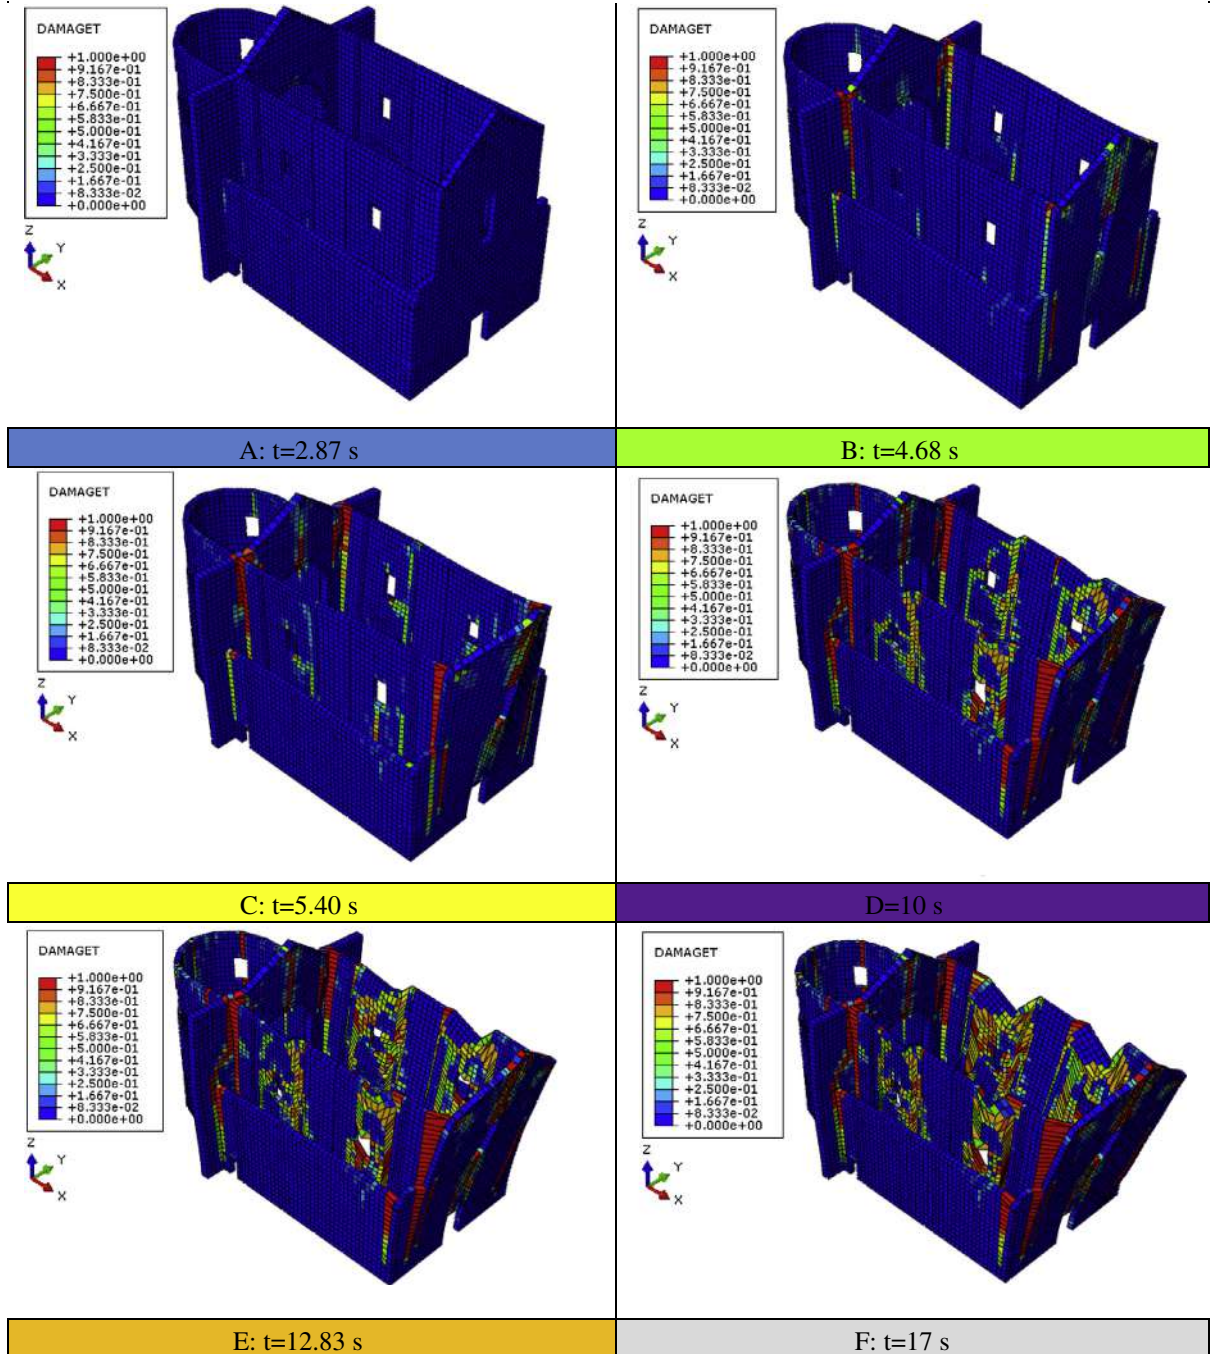 DAMAGET
+1.000e+00
+9.167e-01
+8.333e-01
+7.500e-01
+6.667e-01
+5.833e-01
+5.000e-01
+4.167e-01
+3.333e-01
+2.500e-01
+1.667e-01
+8.333e-02
+0.000e+00
Z
Y
X
DAMAGET
+1.000e+00
+9.167e-01
+8.333e-01
+7.500e-01
+6.667e-01
+5.833e-01
+5.000e-01
+4.167e-01
+3.333e-01
+2.500e-01
+1.667e-01
+8.333e-02
+0.000e+00
Z
Y
X
A: t=2.87 s
B: t=4.68 s
DAMAGET
+1.000e+00
+9.167e-01
+8.333e-01
+7.500e-01
+6.667e-01
+5.833e-01
+5.000e-01
+4.167e-01
+3.333e-01
+2.500e-01
+1.667e-01
+8.333e-02
+0.000e+00
Z
Y
X
DAMAGET
+1.000e+00
+9.167e-01
+8.333e-01
+7.500e-01
+6.667e-01
+5.833e-01
+5.000e-01
+4.167e-01
+3.333e-01
+2.500e-01
+1.667e-01
+8.333e-02
+0.000e+00
Z
Y
X
C: t=5.40 s
D=10 s
DAMAGET
+1.000e+00
+9.167e-01
+8.333e-01
+7.500e-01
+6.667e-01
+5.833e-01
+5.000e-01
+4.167e-01
+3.333e-01
+2.500e-01
+1.667e-01
+8.333e-02
+0.000e+00
Z
Y
X
DAMAGET
+1.000e+00
+9.167e-01
+8.333e-01
+7.500e-01
+6.667e-01
+5.833e-01
+5.000e-01
+4.167e-01
+3.333e-01
+2.500e-01
+1.667e-01
+8.333e-02
+0.000e+00
Z
Y
X
E: t=12.83 s
F: t=17 s